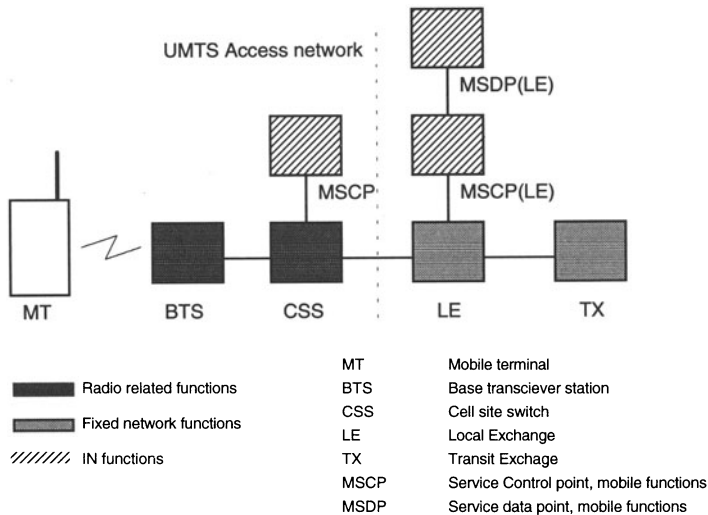 UMTS Access network
MSDP(LE)
MSCP
MSCP(LE)
MT
BTS
CSS
LE
TX
Radio related functions
Fixed network functions
IN functions
MT Mobile terminal
BTS Base transciever station
CSS Cell site switch
LE Local Exchange
TX Transit Exchage
MSCP Service Control point, mobile functions
MSDP Service data point, mobile functions